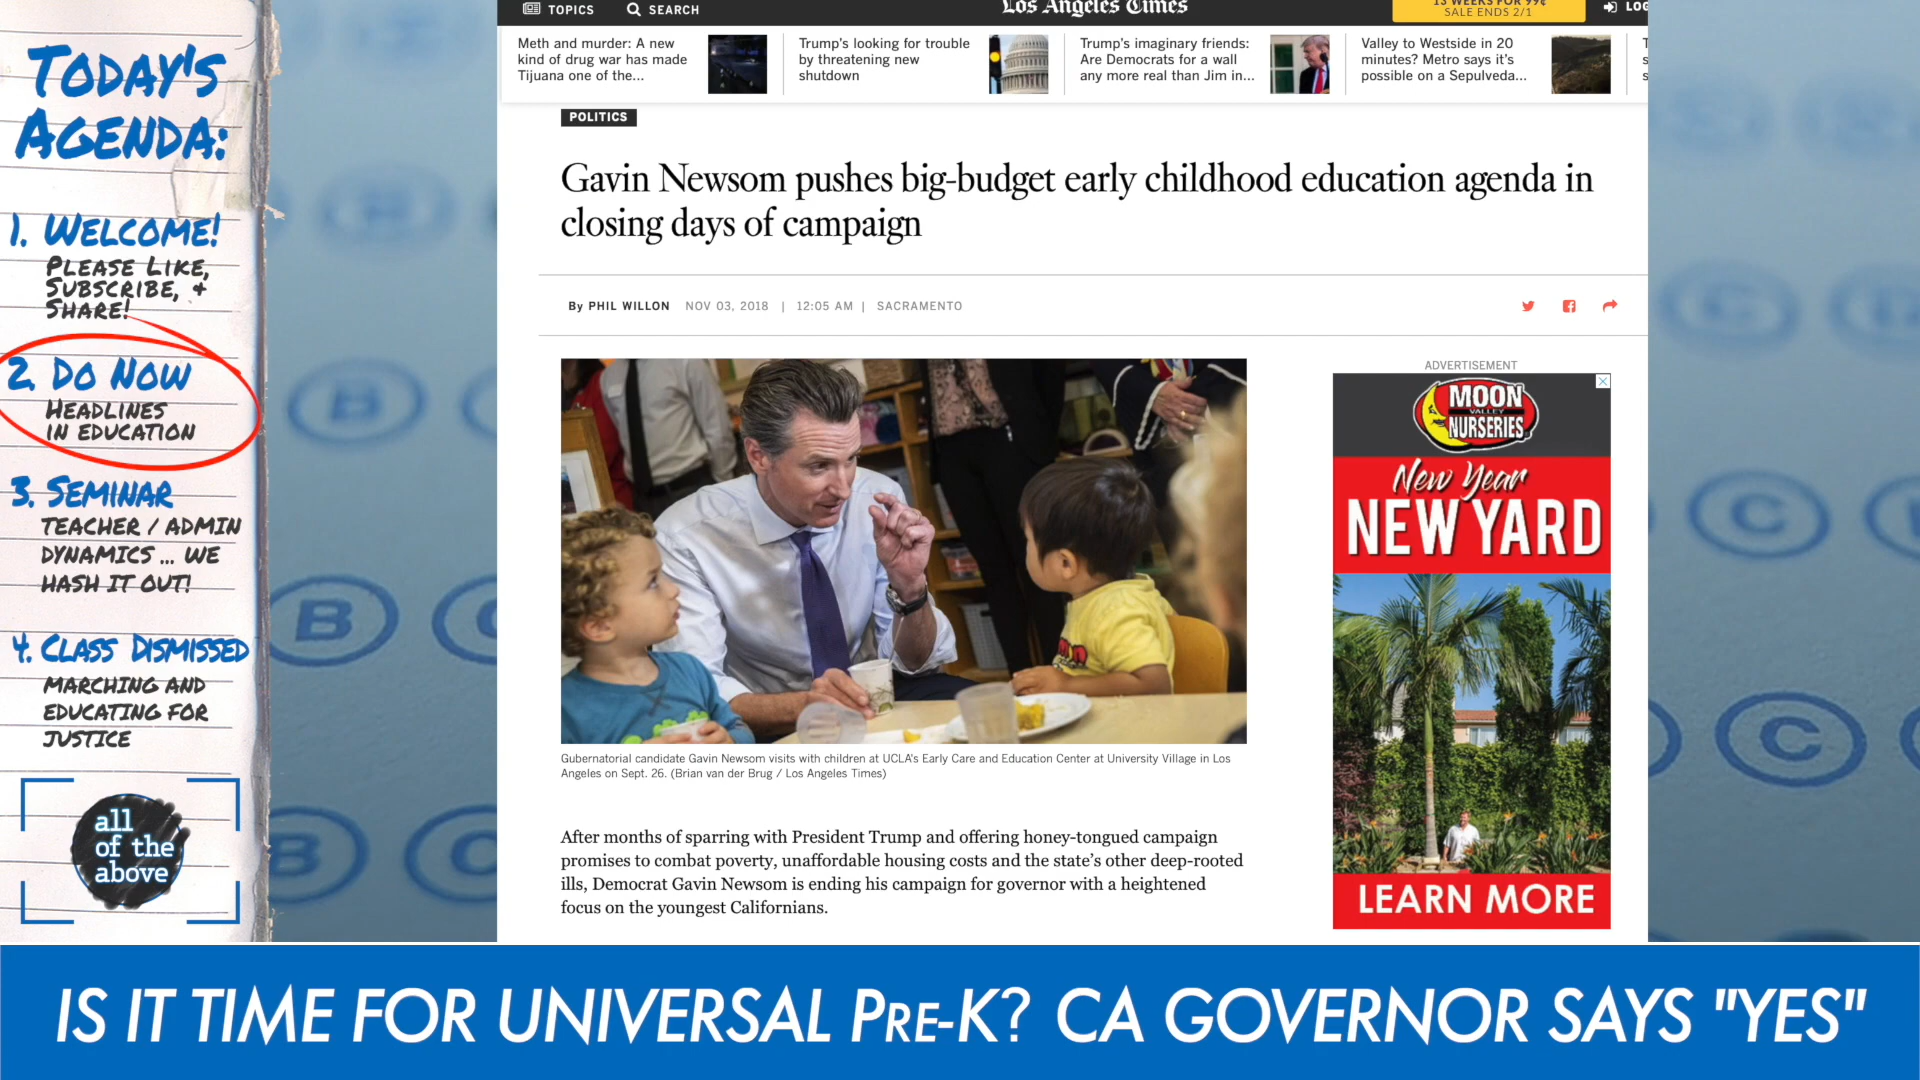 TODAY'S
AGENDA:
1. WELCOME!
PLEASE LIKE,
SUBSCRIBE, +
SHARE!
2. DO NOW
HEADLINES
IN EDUCATION
3. SEMINAR
TEACHER / ADMIN
DYNAMICS ... WE
HASH IT OUT!
4. CLASS DISMISSED
MARCHING AND
EDUCATING FOR
JUSTICE
all
of the
above
TOPICS SEARCH
Los Angeles Times
13 WEEKS FOR 99¢
SALE ENDS 2/1
Meth and murder: A new
kind of drug war has made
Tijuana one of the...
Trump's looking for trouble
by threatening new
shutdown
Trump's imaginary friends:
Are Democrats for a wall
any more real than Jim in...
Valley to Westside in 20
minutes? Metro says it's
possible on a Sepulveda...
POLITICS
Gavin Newsom pushes big-budget early childhood education agenda in
closing days of campaign
By PHIL WILLON NOV 03, 2018 | 12:05 AM | SACRAMENTO
ADVERTISEMENT
MOON
VALLEY
NURSERIES
New Year
NEW YARD
LEARN MORE
Gubernatorial candidate Gavin Newsom visits with children at UCLA's Early Care and Education Center at University Village in Los
Angeles on Sept. 26. (Brian van der Brug / Los Angeles Times)
After months of sparring with President Trump and offering honey-tongued campaign
promises to combat poverty, unaffordable housing costs and the state's other deep-rooted
ills, Democrat Gavin Newsom is ending his campaign for governor with a heightened
focus on the youngest Californians.
IS IT TIME FOR UNIVERSAL PRE-K? CA GOVERNOR SAYS "YES"